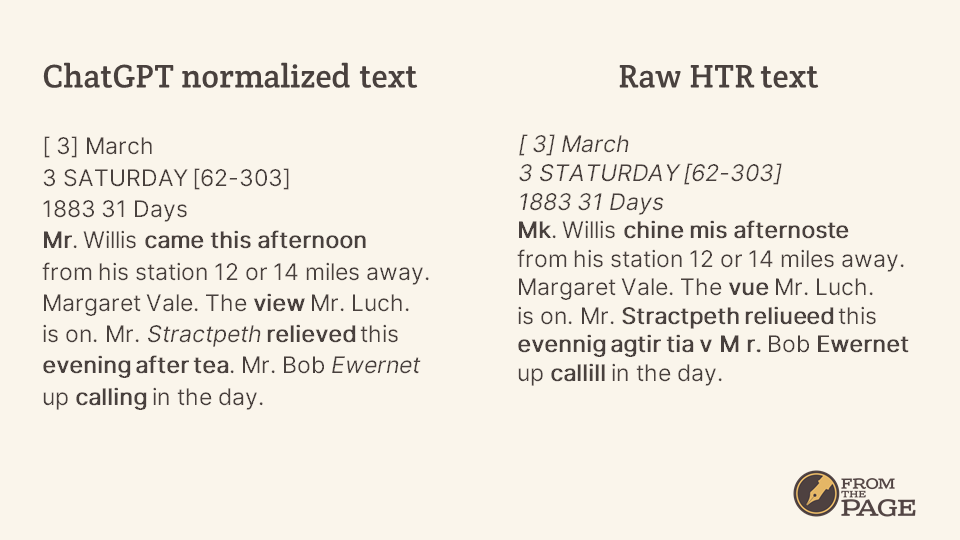 ChatGPT normalized text
[ 3] March
3 SATURDAY [62-303]
1883 31 Days
Mr. Willis came this afternoon
from his station 12 or 14 miles away.
Margaret Vale. The view Mr. Luch.
is on. Mr. Stractpeth relieved this
evening after tea. Mr. Bob Ewernet
up calling in the day.
Raw HTR text
[ 3] March
3 STATURDAY [62-303]
1883 31 Days
Mk. Willis chine mis afternoste
from his station 12 or 14 miles away.
Margaret Vale. The vue Mr. Luch.
is on. Mr. Stractpeth reliueed this
evennig agtir tia v M r. Bob Ewernet
up callill in the day.
FROM
THE
PAGE